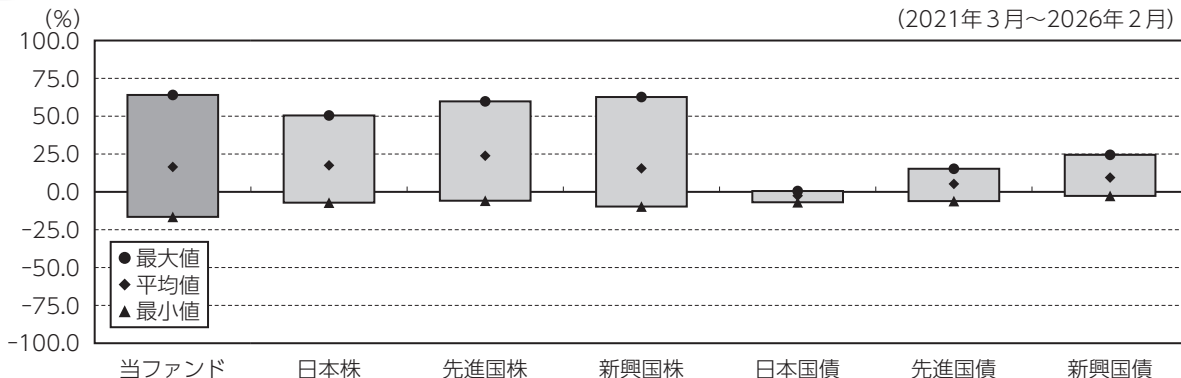 (%)
(2021年3月~2026年2月)
100.0
75.0
50.0
25.0
0.0
-25.0
-50.0
-75.0
-100.0
● 最大値
◆ 平均値
▲ 最小値
当ファンド 日本株 先進国株 新興国株 日本国債 先進国債 新興国債